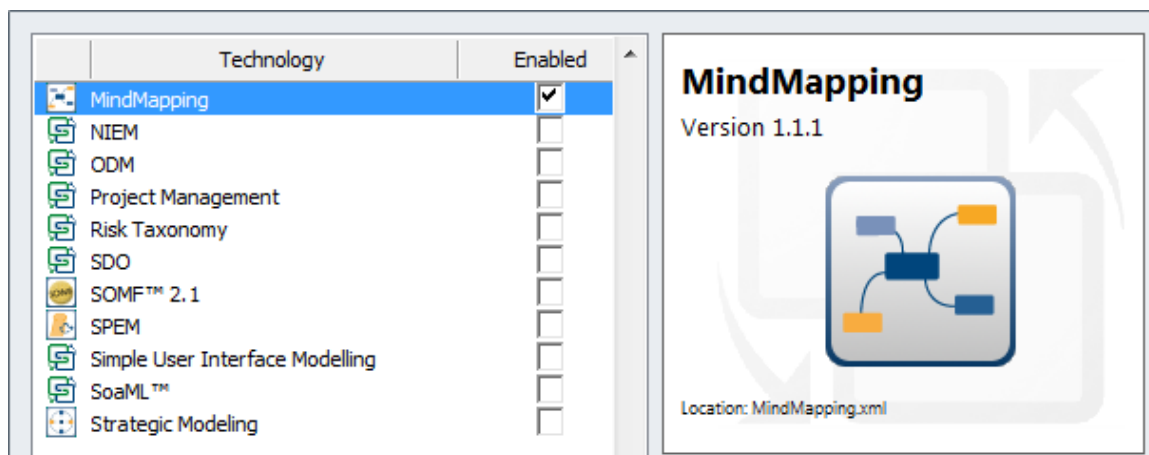 Technology Enabled
MindMapping
NIEM
ODM
Project Management
Risk Taxonomy
SDO
SOMF™ 2.1
SPEM
Simple User Interface Modelling
SoaML™
Strategic Modeling
MindMapping
Version 1.1.1
Location: MindMapping.xml